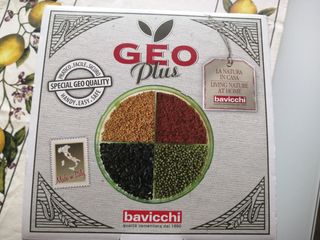 GEO
Plus
PRATICO, FACILE, SICURO
SPECIAL GEO QUALITY
HANDY, EASY, SAFE
LA NATURA
IN CASA
LIVING NATURE
AT HOME
bavicchi
Made in Italy
bavicchi
qualità sementiera dal 1896